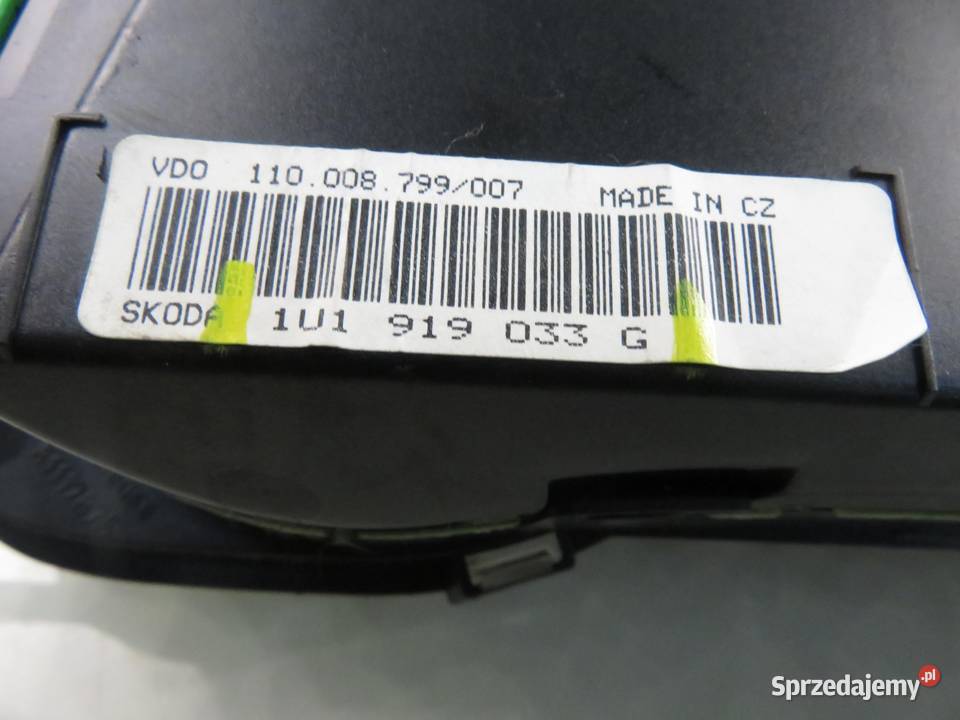 VDO 110.008.799/007 MADE IN CZ
SKODA 1U1 919 033 G
Sprzedajemy.pl